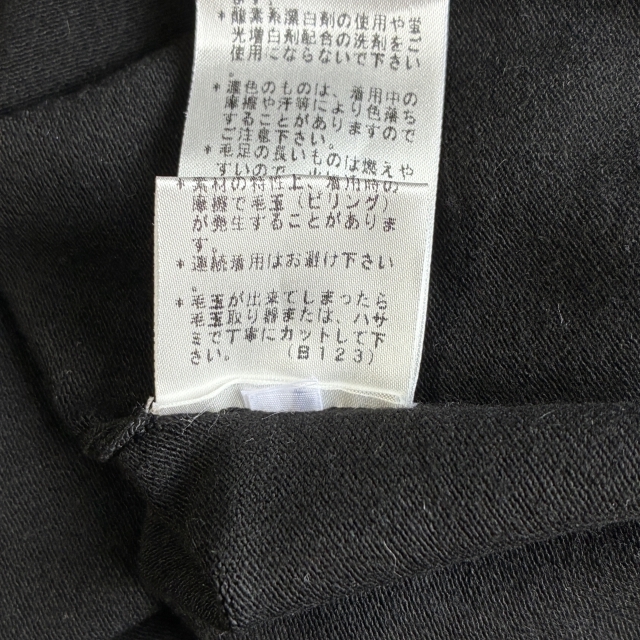 ます。
*酸素系漂白剤の使用や蛍
光増白剤配合の洗剤をご
使用にならないで下さい
。
*濃色のもの等は、着用中の
摩擦や汗により色落ち
することがありますので
ご注意下さい。
*毛足の長いものは燃えや
すいので
*素材の特性上、着用時の
摩擦で毛玉(ピリング)
が発生することがありま
す。
*連続着用はお避け下さい
。
*毛玉が出来てしまったら
毛玉取り器または、ハサ
ミで丁寧にカットして下
さい。 (B123)